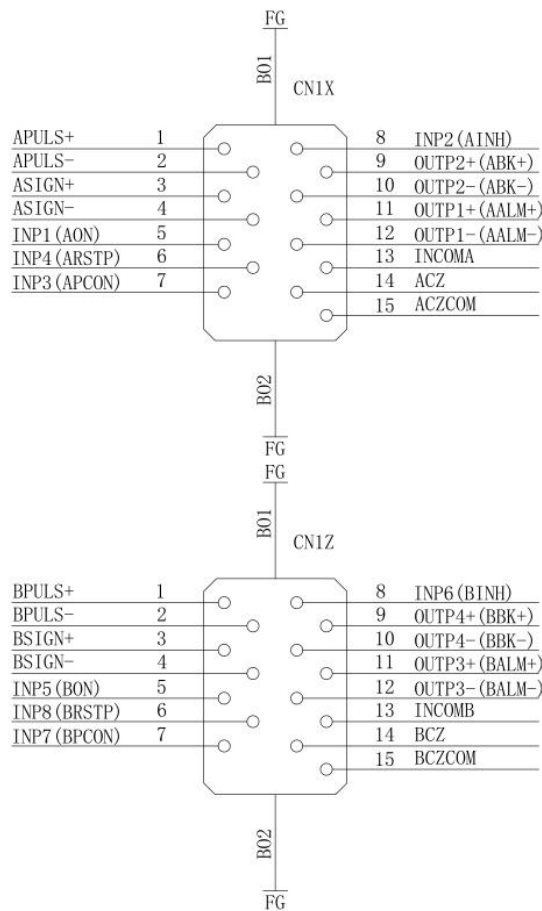 FG
BO1
CN1X
APULS+ 1 8 INP2(AINH)
APULS- 2 9 OUTP2+(ABK+)
ASIGN+ 3 10 OUTP2-(ABK-)
ASIGN- 4 11 OUTP1+(AALM+)
INP1(AON) 5 12 OUTP1-(AALM-)
INP4(ARSTP) 6 13 INCOMA
INP3(APCON) 7 14 ACZ
15 ACZCOM
BO2
FG
FG
BO1
CN1Z
BPULS+ 1 8 INP6(BINH)
BPULS- 2 9 OUTP4+(BBK+)
BSIGN+ 3 10 OUTP4-(BBK-)
BSIGN- 4 11 OUTP3+(BALM+)
INP5(BON) 5 12 OUTP3-(BALM-)
INP8(BRSTP) 6 13 INCOMB
INP7(BPCON) 7 14 BCZ
15 BCZCOM
BO2
FG